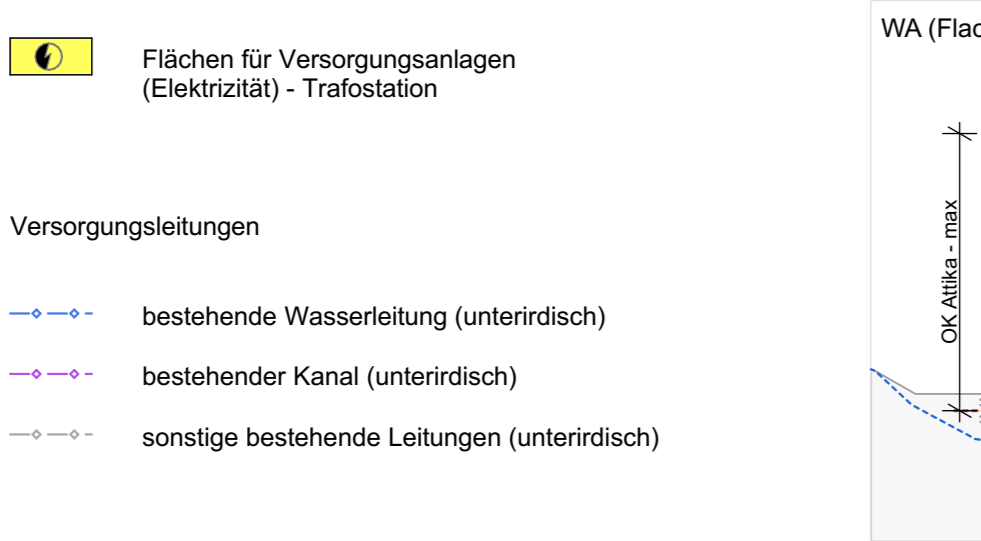 Flächen für Versorgungsanlagen
(Elektrizität) - Trafostation
Versorgungsleitungen
bestehende Wasserleitung (unterirdisch)
bestehender Kanal (unterirdisch)
sonstige bestehende Leitungen (unterirdisch)
WA
OK Attika - max